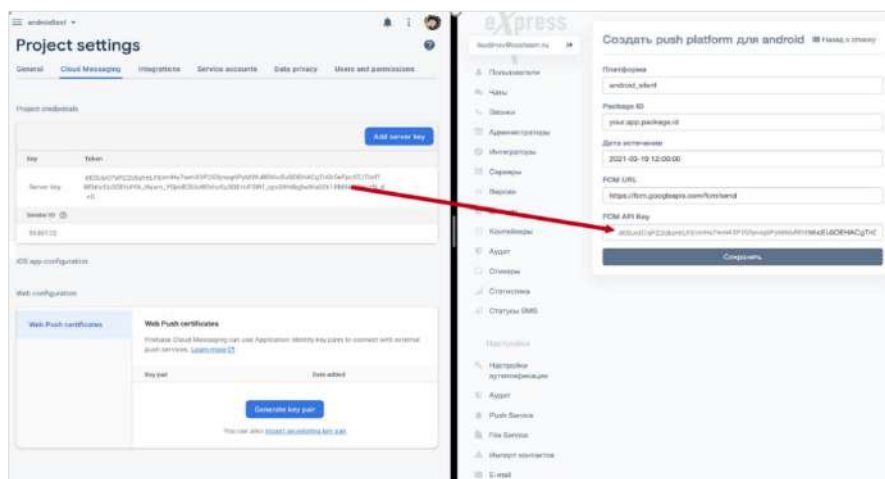 androidtest
Project settings
General Cloud Messaging Integrations Service accounts Data privacy Users and permissions
Project credentials
Add server key
Key Token
Server key
Sender ID
iOS app configuration
Web configuration
Web Push certificates
Web Push certificates
Firebase Cloud Messaging can use Application Identity key pairs to connect with external
push services. Learn more
Key pair Date added
Generate key pair
You can also import an existing key pair
eXpress
Пользователи
Чаты
Звонки
Администраторы
Интеграторы
Серверы
Версии
Контейнеры
Аудит
Стикеры
Статистика
Статусы SMS
Настройки
Настройки
аутентификации
Аудит
Push Service
File Service
Импорт контактов
E-mail
Создать push platform для android
Назад к списку
Платформа
android_silent
Package ID
your.app.package.id
Дата истечения
2021-03-19 12:00:00
FCM URL
https://fcm.googleapis.com/fcm/send
FCM API Key
Сохранить